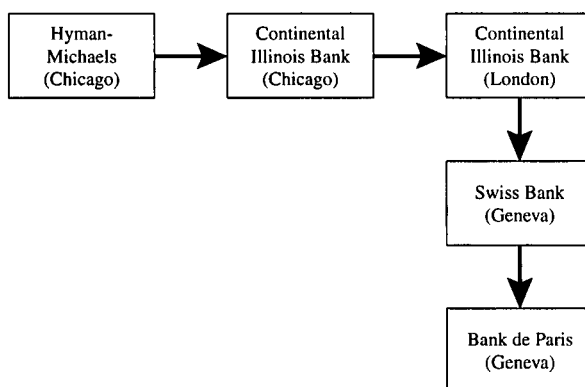 Hyman-
Michaels
(Chicago)
Continental
Illinois Bank
(Chicago)
Continental
Illinois Bank
(London)
Swiss Bank
(Geneva)
Bank de Paris
(Geneva)